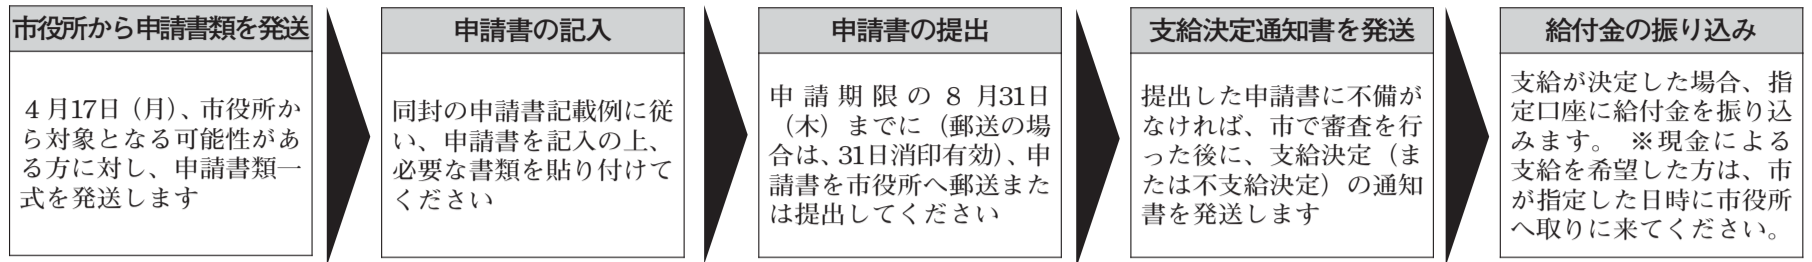 市役所から申請書類を発送
４月17日（月）、市役所か
ら対象となる可能性があ
る方に対し、申請書類一
式を発送します
申請書の記入
同封の申請書記載例に従
い、申請書を記入の上、
必要な書類を貼り付けて
ください
申請書の提出
申請期限の８月31日
（木）までに（郵送の場
合は、31日消印有効）、申
請書を市役所へ郵送また
は提出してください
支給決定通知書を発送
提出した申請書に不備が
なければ、市で審査を行
った後に、支給決定（ま
たは不支給決定）の通知
書を発送します
給付金の振り込み
支給が決定した場合、指
定口座に給付金を振り込
みます。 ※現金による
支給を希望した方は、市
が指定した日時に市役所
へ取りに来てください。